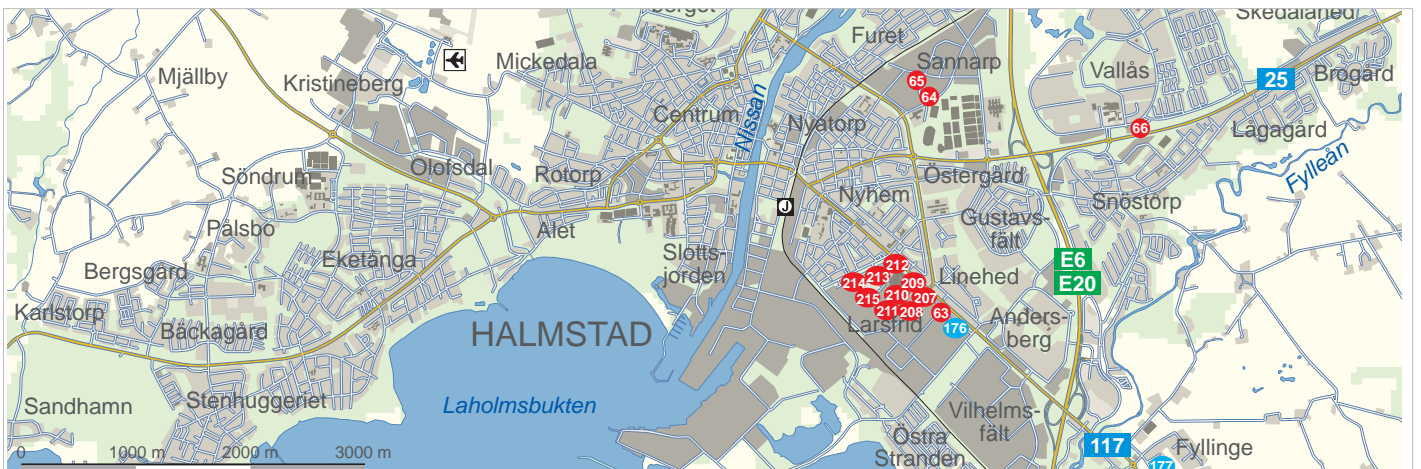 Skedalahed
Furet
Mickedala
Sannarp
Vallås
Brogård
Mjällby
Kristineberg
65
64
25
Nissan
Centrum
Nyatorp
66
Lågagård
Fylleån
Söndrum
Olofsdal
Rotorp
Nyhem
Östergård
Snöstorp
Gustavs-
fält
Pålsbo
Alet
J
Slotts-
jorden
Eketånga
Bergsgård
E6
E20
212
213
214
209
Linehed
210
207
215
211
208
63
176
Larsfrid
Anders-
berg
Karlstorp
Bäckagård
HALMSTAD
Stenhuggeriet
Sandhamn
Laholmsbukten
Vilhelms-
fält
Östra
Stranden
117
Fyllinge
177
0
1000 m
2000 m
3000 m